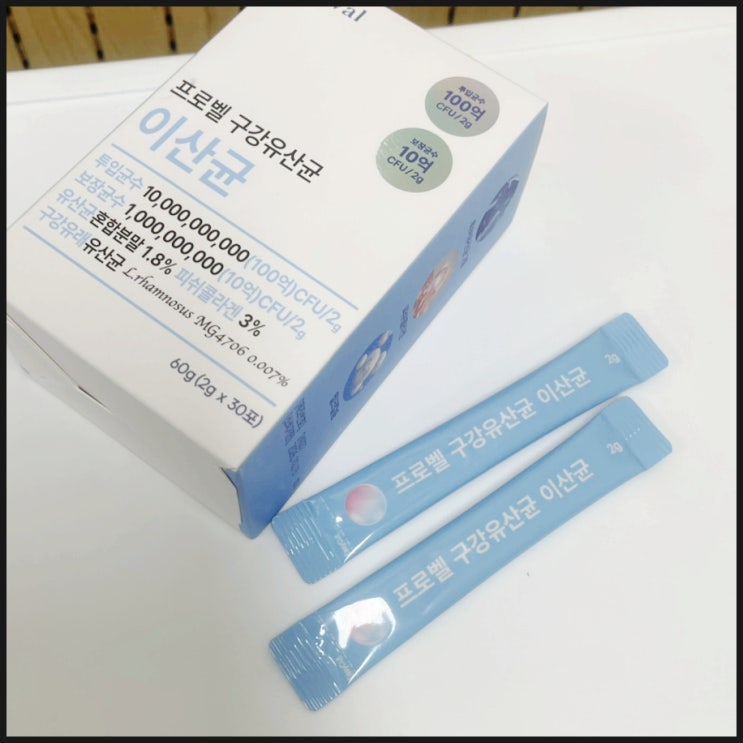 프로벨 구강유산균
이산균
투입균수 10,000,000,000(100억)CFU/2g
보장균수 1,000,000,000(10억)CFU/2g
유산균혼합분말 1.8% 피쉬콜라겐 3%
구강유래유산균 L.rhamnosus MG4706 0.007%
60g(2g x 30포)
투입균수
100억
CFU/2g
보장균수
10억
CFU/2g
프로벨 구강유산균 이산균
2g
프로벨 구강유산균 이산균
2g